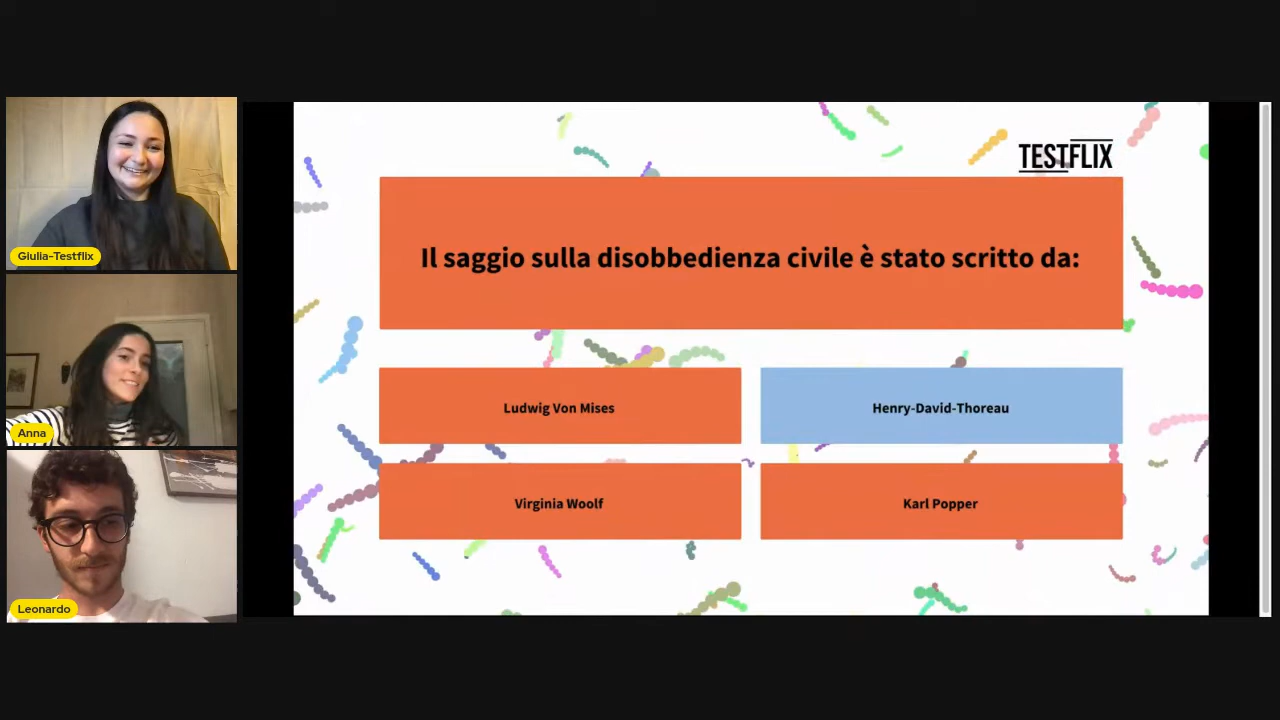 Giulia-Testflix
Anna
Leonardo
TESTFLIX
Il saggio sulla disobbedienza civile è stato scritto da:
Ludwig Von Mises
Henry-David-Thoreau
Virginia Woolf
Karl Popper